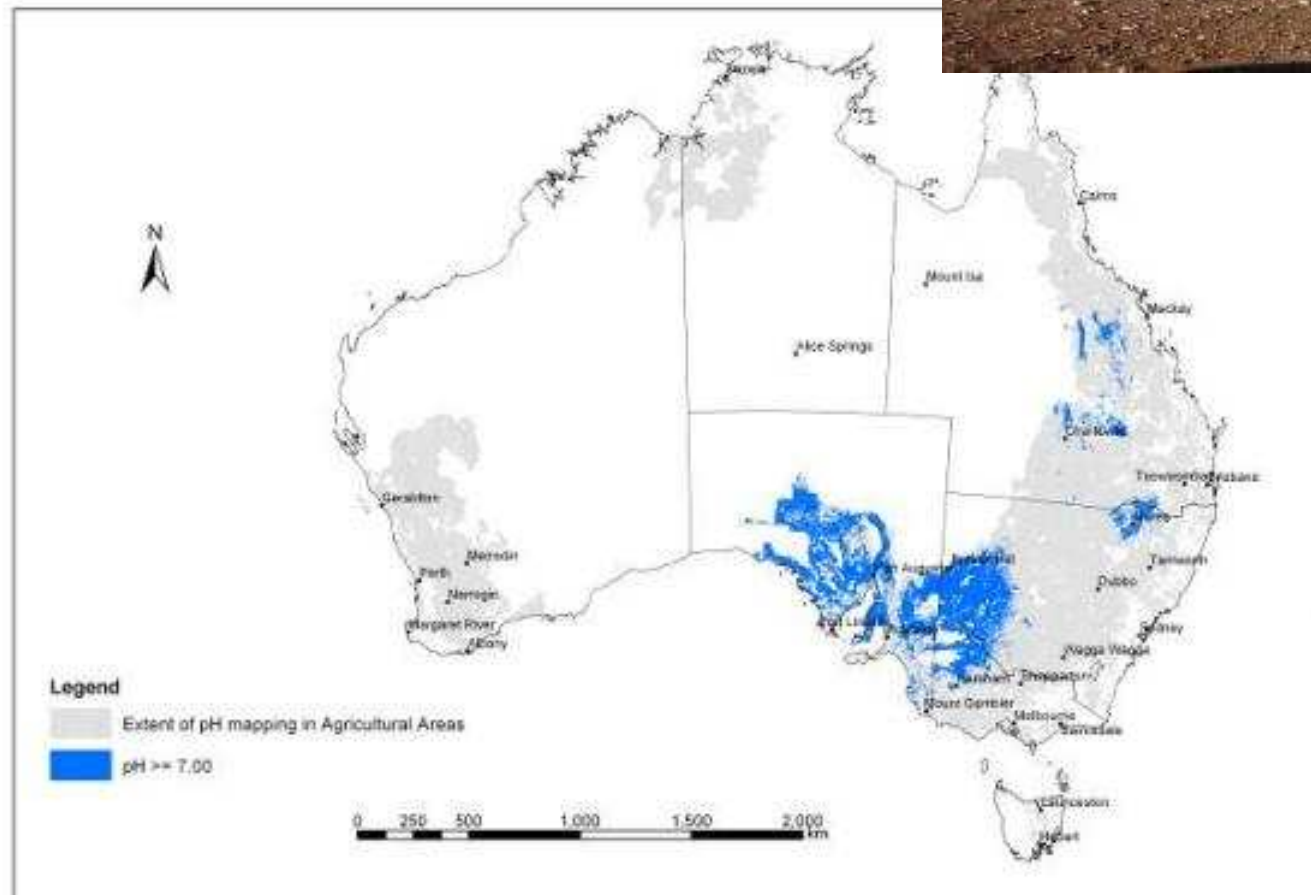 N
Cairns
Mount Isa
Mackay
Alice Springs
Geraldton
Merredin
Perth
Narrogin
Tamworth
Dubbo
Margaret River
Albany
Sydney
Wagga Wagga
Horsham
Mount Gambier
Melbourne
Bairnsdale
Launceston
Hobart
Legend
Extent of pH mapping in Agricultural Areas
pH >= 7.00
0 250 500 1,000 1,500 2,000
km